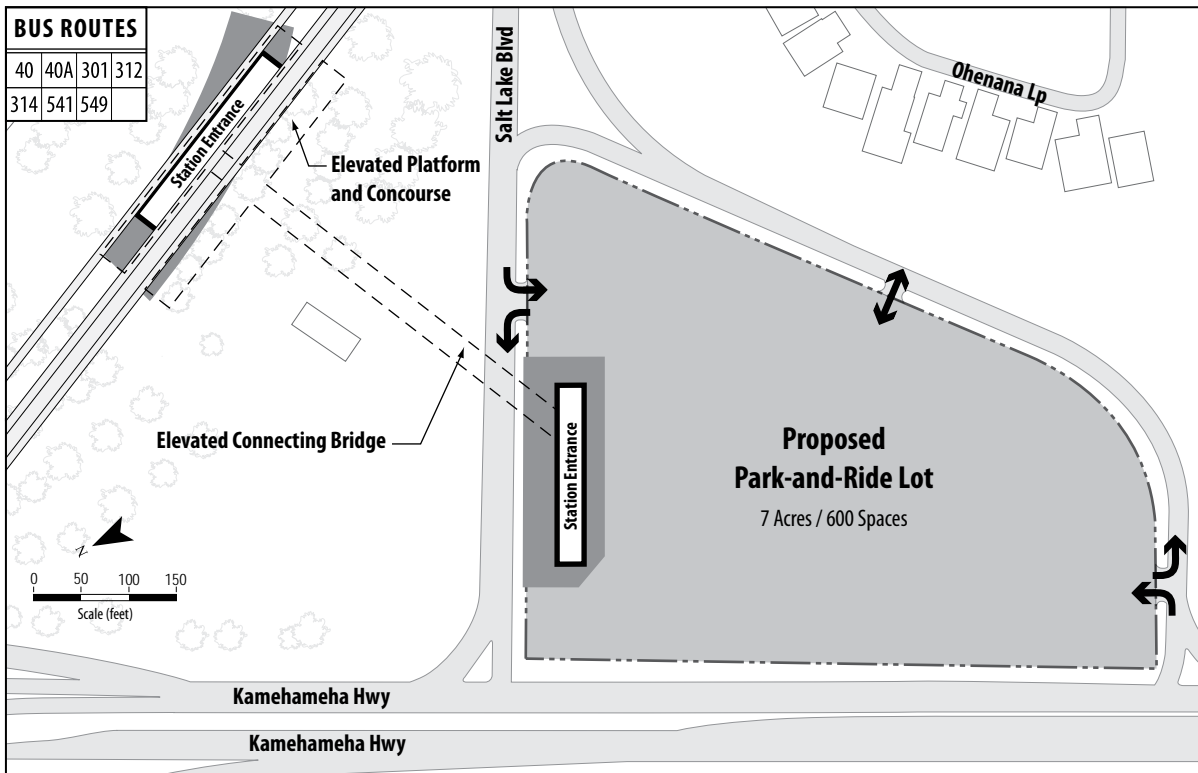 BUS ROUTES
40 40A 301 312
314 541 549
Station Entrance
Elevated Platform
and Concourse
Salt Lake Blvd
Ohenana Lp
Elevated Connecting Bridge
Station Entrance
Proposed
Park-and-Ride Lot
7 Acres / 600 Spaces
N
0 50 100 150
Scale (feet)
Kamehameha Hwy
Kamehameha Hwy